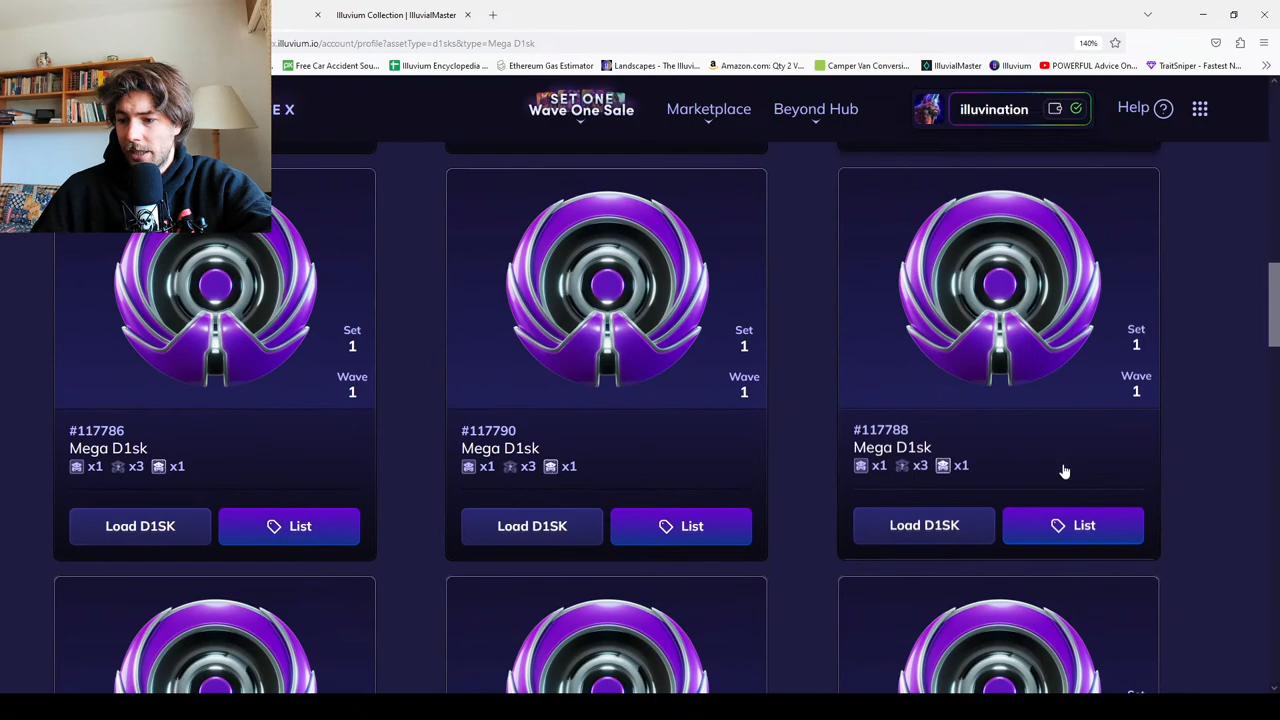 Illuvium Collection | IlluvialMaster
x.illuvium.io/account/profile?assetType=d1sks&type=Mega D1sk
140%
Free Car Accident Sou...
Illuvium Encyclopedia ...
Ethereum Gas Estimator
Landscapes - The Illuvi...
Amazon.com: Qty 2 V...
Camper Van Conversi...
IlluvialMaster
Illuvium
POWERFUL Advice On...
TraitSniper - Fastest N...
E X
SET ONE
Wave One Sale
Marketplace
Beyond Hub
illuvination
Help ?
Set
1
Wave
1
#117786
Mega D1sk
x1 x3 x1
Load D1SK
List
Set
1
Wave
1
#117790
Mega D1sk
x1 x3 x1
Load D1SK
List
Set
1
Wave
1
#117788
Mega D1sk
x1 x3 x1
Load D1SK
List